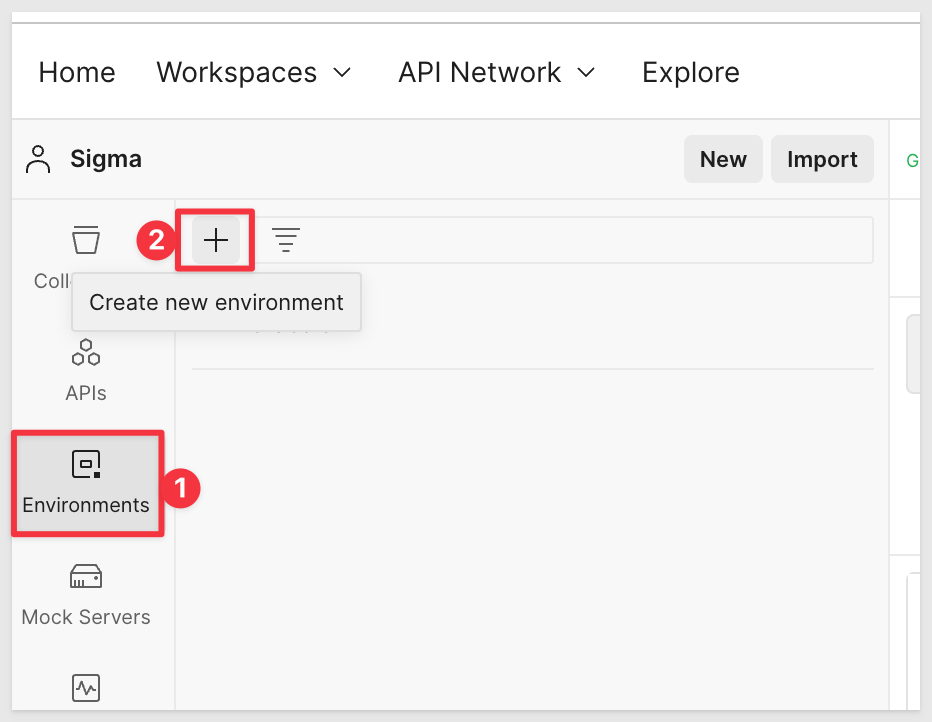 Home Workspaces API Network Explore
Sigma New Import G
2
Coll
Create new environment
APIs
Environments
1
Mock Servers